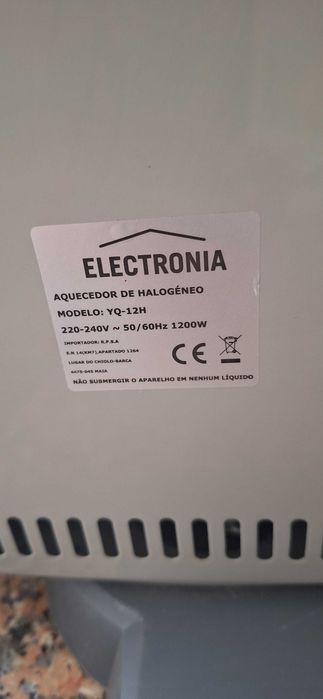 ELECTRONIA
AQUECEDOR DE HALOGÉNEO
MODELO: YQ-12H
220-240V ~ 50/60Hz 1200W
IMPORTADOR: R.P.S.A
E.N 14(KM7),APARTADO 1264
LUGAR DO CHIOLO-BARCA
4475-045 MAIA
CE
NÃO SUBMERGIR O APARELHO EM NENHUM LÍQUIDO